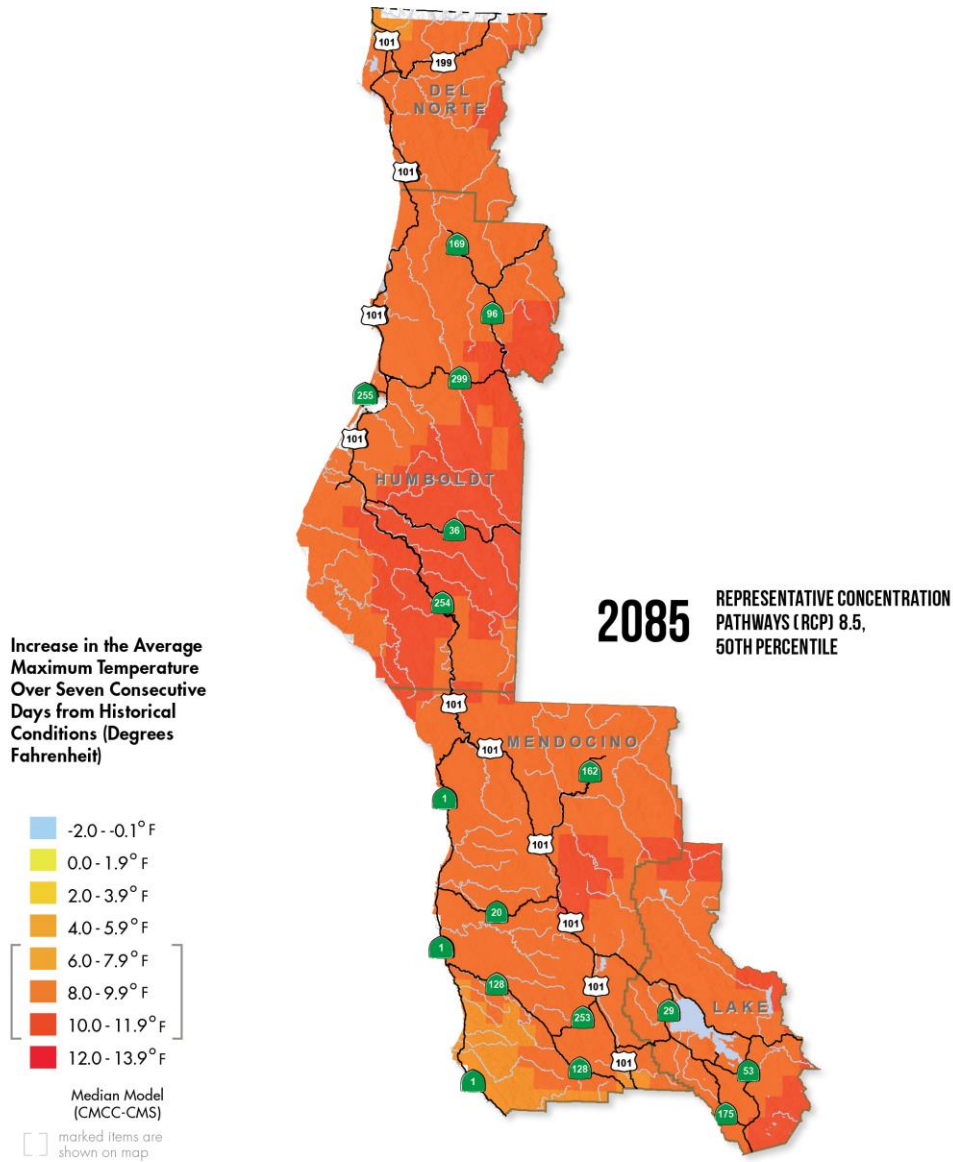 101
199
DEL
NORTE
101
169
101
96
299
255
101
HUMBOLDT
36
254
2085
REPRESENTATIVE CONCENTRATION
PATHWAYS (RCP) 8.5,
50TH PERCENTILE
Increase in the Average
Maximum Temperature
Over Seven Consecutive
Days from Historical
Conditions (Degrees
Fahrenheit)
101
101
MENDOCINO
162
1
101
20
101
1
128
101
253
29
LAKE
101
128
53
1
175
-2.0 - -0.1° F
0.0 - 1.9° F
2.0 - 3.9° F
4.0 - 5.9° F
6.0 - 7.9° F
8.0 - 9.9° F
10.0 - 11.9° F
12.0 - 13.9° F
Median Model
(CMCC-CMS)
marked items are
shown on map